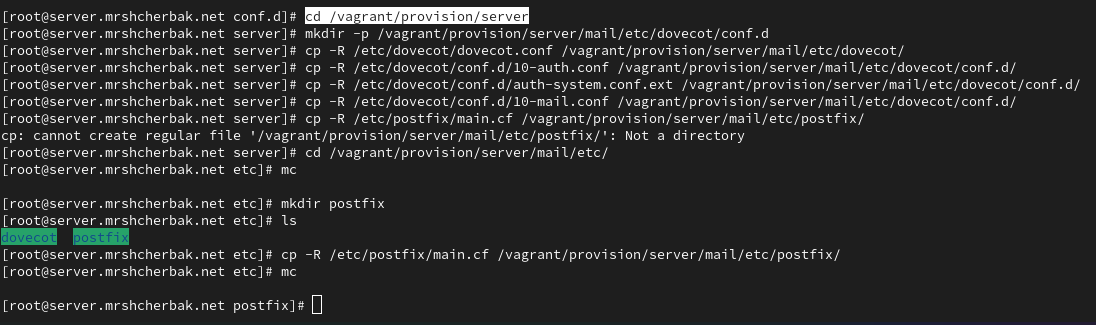 [root@server.mrshcherbak.net conf.d]# cd /vagrant/provision/server
[root@server.mrshcherbak.net server]# mkdir -p /vagrant/provision/server/mail/etc/dovecot/conf.d
[root@server.mrshcherbak.net server]# cp -R /etc/dovecot/dovecot.conf /vagrant/provision/server/mail/etc/dovecot/
[root@server.mrshcherbak.net server]# cp -R /etc/dovecot/conf.d/10-auth.conf /vagrant/provision/server/mail/etc/dovecot/conf.d/
[root@server.mrshcherbak.net server]# cp -R /etc/dovecot/conf.d/auth-system.conf.ext /vagrant/provision/server/mail/etc/dovecot/conf.d/
[root@server.mrshcherbak.net server]# cp -R /etc/dovecot/conf.d/10-mail.conf /vagrant/provision/server/mail/etc/dovecot/conf.d/
[root@server.mrshcherbak.net server]# cp -R /etc/postfix/main.cf /vagrant/provision/server/mail/etc/postfix/
cp: cannot create regular file '/vagrant/provision/server/mail/etc/postfix/': Not a directory
[root@server.mrshcherbak.net server]# cd /vagrant/provision/server/mail/etc/
[root@server.mrshcherbak.net etc]# mc
[root@server.mrshcherbak.net etc]# mkdir postfix
[root@server.mrshcherbak.net etc]# ls
dovecot  postfix
[root@server.mrshcherbak.net etc]# cp -R /etc/postfix/main.cf /vagrant/provision/server/mail/etc/postfix/
[root@server.mrshcherbak.net etc]# mc
[root@server.mrshcherbak.net postfix]#